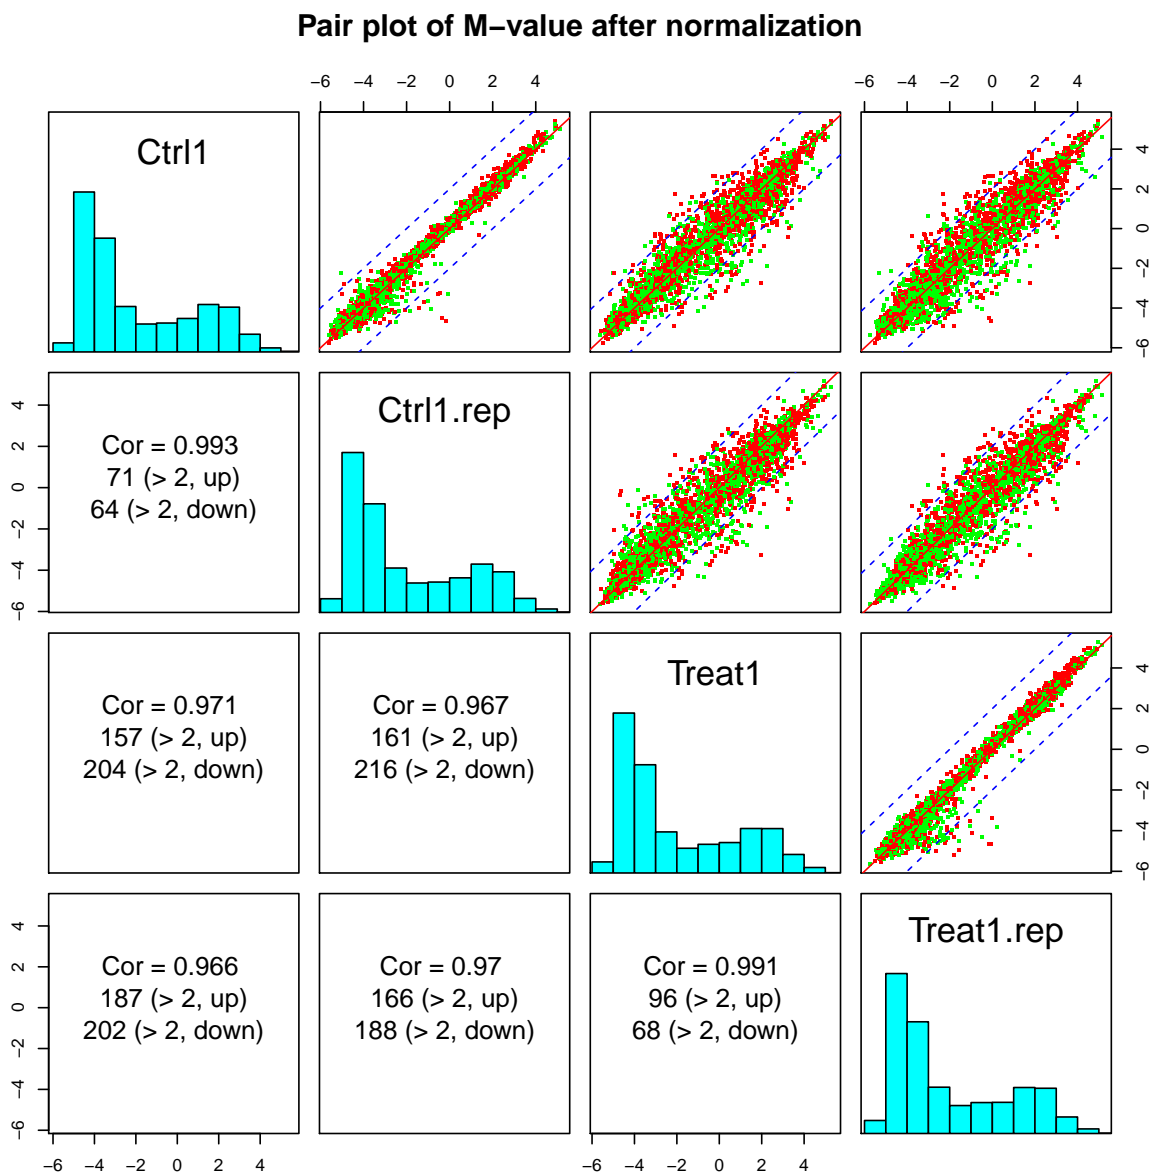 Pair plot of M−value after normalization
−6 −4 −2 0 2 4
−6 −4 −2 0 2 4
Ctrl1
4
2
0
−2
−4
−6
4
2
0
−2
−4
−6
Cor = 0.993
71 (> 2, up)
64 (> 2, down)
Ctrl1.rep
Cor = 0.971
157 (> 2, up)
204 (> 2, down)
Cor = 0.967
161 (> 2, up)
216 (> 2, down)
Treat1
4
2
0
−2
−4
−6
4
2
0
−2
−4
−6
Cor = 0.966
187 (> 2, up)
202 (> 2, down)
Cor = 0.97
166 (> 2, up)
188 (> 2, down)
Cor = 0.991
96 (> 2, up)
68 (> 2, down)
Treat1.rep
−6 −4 −2 0 2 4
−6 −4 −2 0 2 4